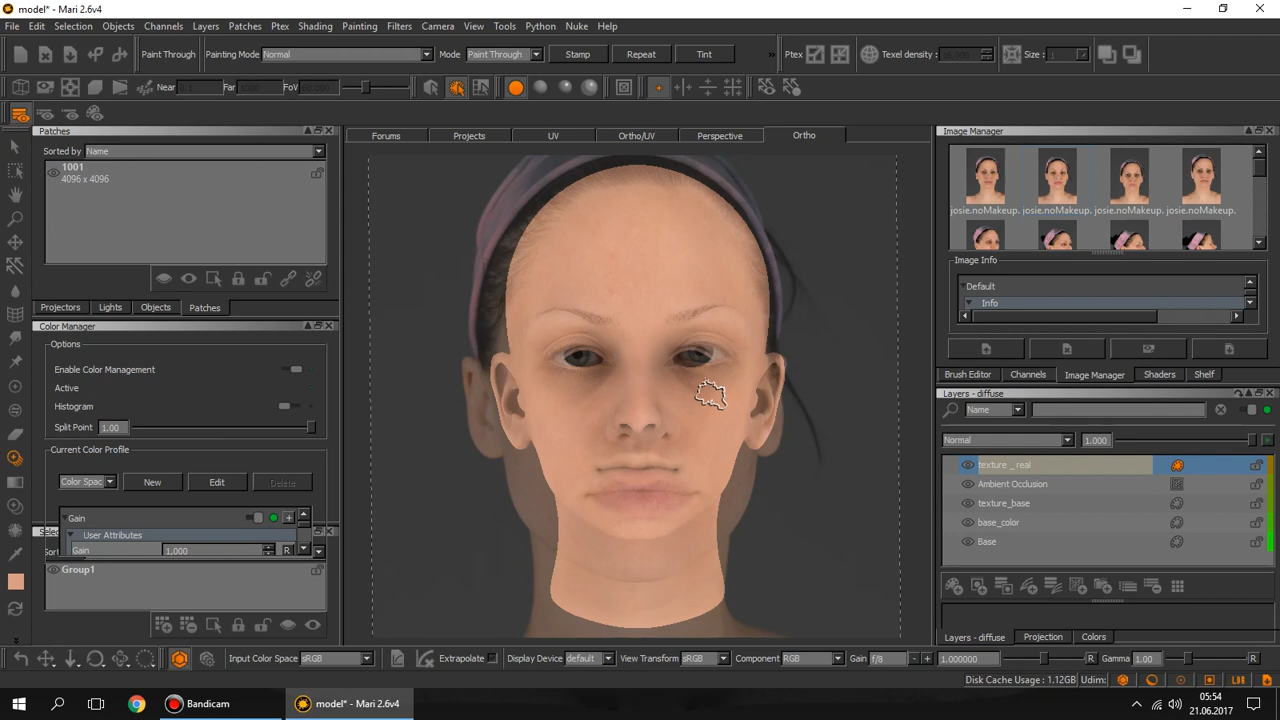 model* - Mari 2.6v4
File Edit Selection Objects Channels Layers Patches Ptex Shading Painting Filters Camera View Tools Python Nuke Help
Paint Through Painting Mode Normal Mode Paint Through Stamp Repeat Tint » Ptex Texel density : Size : 1
Near 0.1 Far 1000 FoV
Patches
Sorted by Name
1001
4096 x 4096
Projectors Lights Objects Patches
Color Manager
Options
Enable Color Management
Active
Histogram
Split Point 1.00
Current Color Profile
Color Spac New Edit Delete
Gain
User Attributes
Gain 1,000 R
Group1
Forums Projects UV Ortho/UV Perspective Ortho
Image Manager
josie.noMakeup. josie.noMakeup. josie.noMakeup. josie.noMakeup.
Image Info
Default
Info
Brush Editor Channels Image Manager Shaders Shelf
Layers - diffuse
Name
Normal 1.000
texture _ real
Ambient Occlusion
texture_base
base_color
Base
Layers - diffuse Projection Colors
Input Color Space sRGB Extrapolate Display Device default View Transform sRGB Component RGB Gain f/8 - + 1.000000 R Gamma 1.00 R
Disk Cache Usage : 1.12GB Udim:
Bandicam
model* - Mari 2.6v4
05:54
21.06.2017